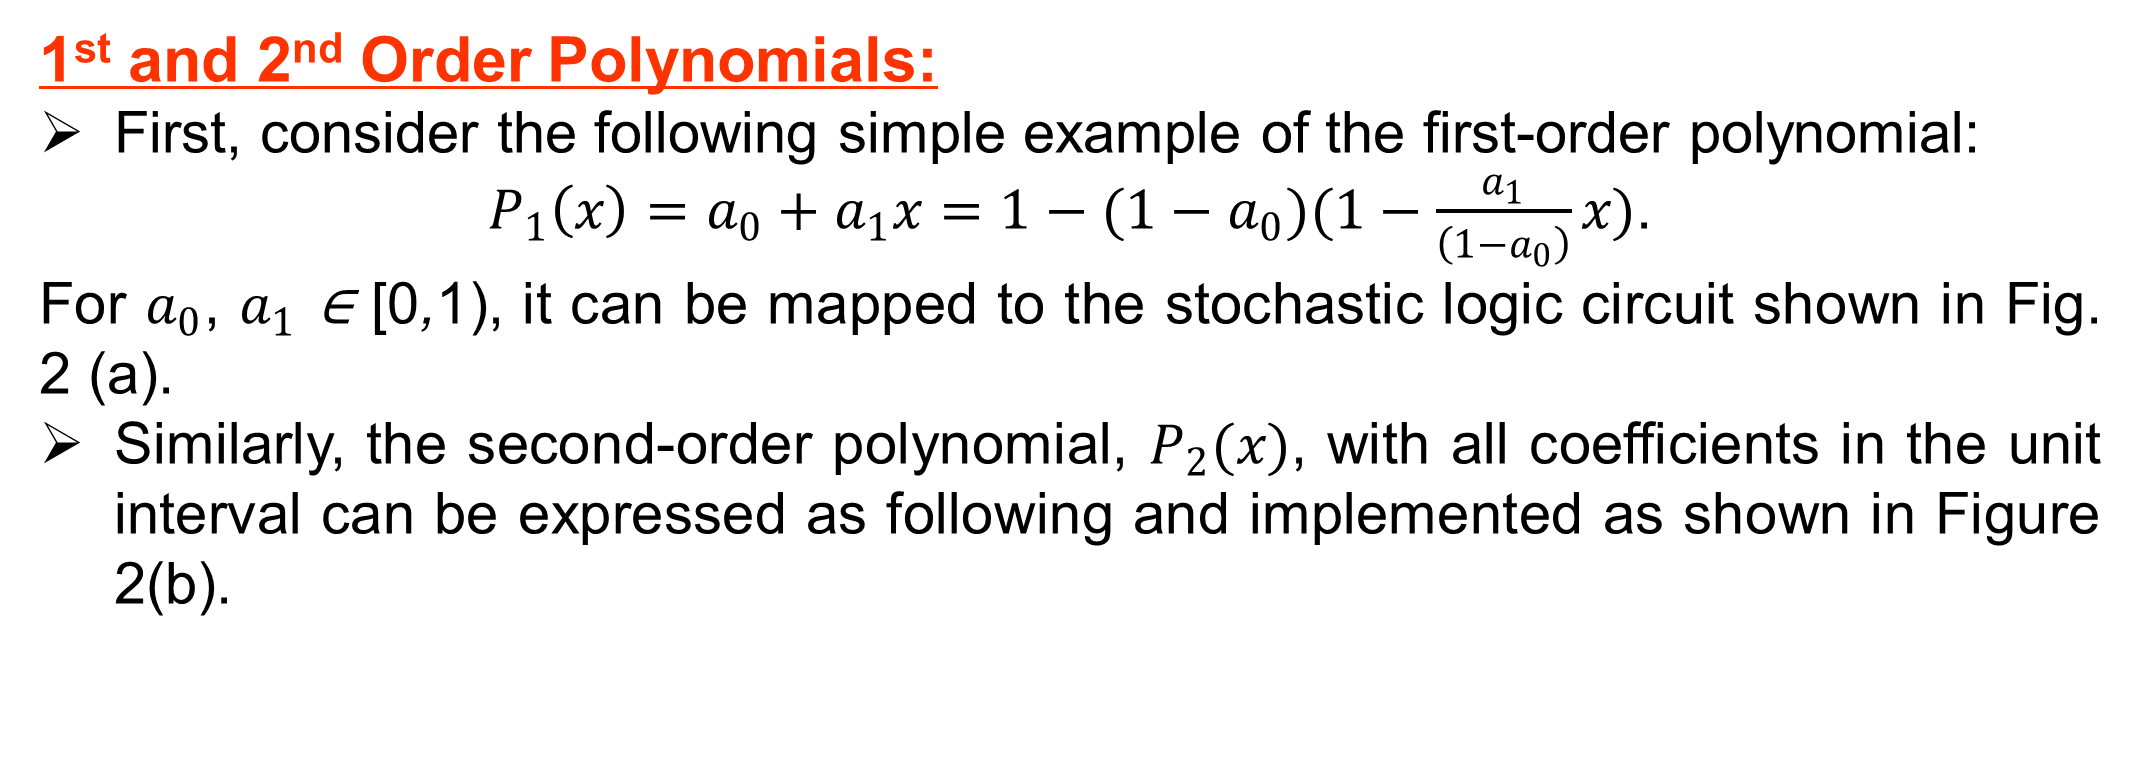 1st and 2nd Order Polynomials:
➢ First, consider the following simple example of the first-order polynomial:
𝑃₁(𝑥) = 𝑎₀ + 𝑎₁𝑥 = 1 − (1 − 𝑎₀)(1 − 𝑎₁/(1−𝑎₀) 𝑥).
For 𝑎₀, 𝑎₁ ∈ [0,1), it can be mapped to the stochastic logic circuit shown in Fig.
2 (a).
➢ Similarly, the second-order polynomial, 𝑃₂(𝑥), with all coefficients in the unit
interval can be expressed as following and implemented as shown in Figure
2(b).